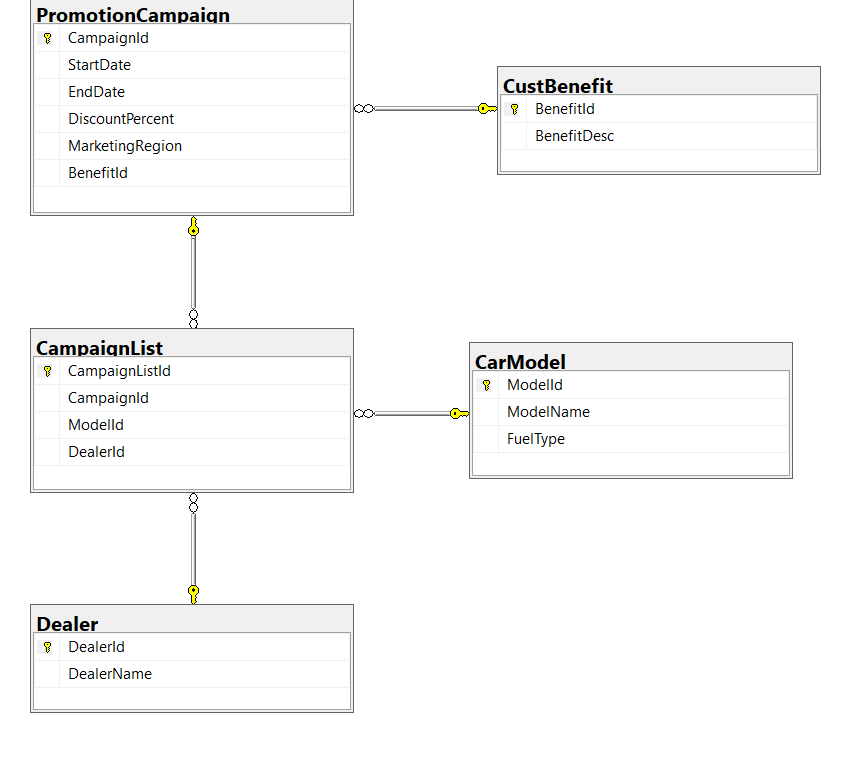 PromotionCampaign
CampaignId
StartDate
EndDate
DiscountPercent
MarketingRegion
BenefitId
CustBenefit
BenefitId
BenefitDesc
CampaignList
CampaignListId
CampaignId
ModelId
DealerId
CarModel
ModelId
ModelName
FuelType
Dealer
DealerId
DealerName